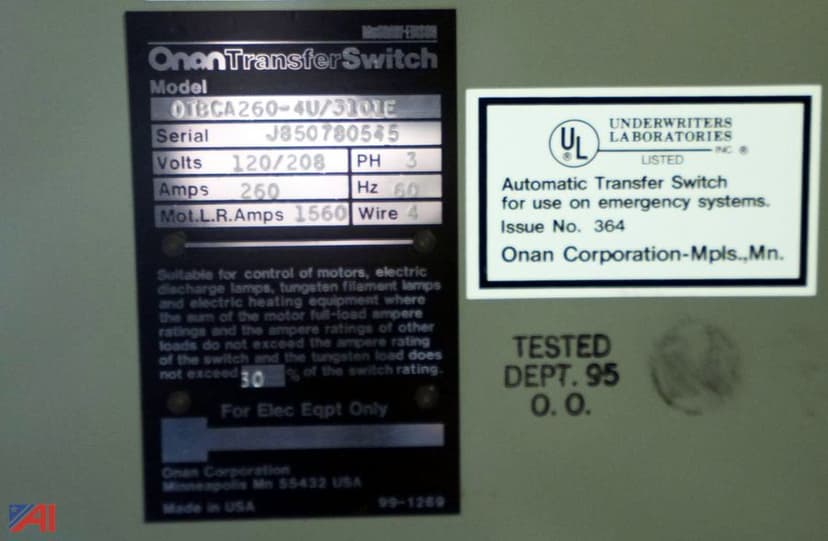 OnanTransferSwitch
Model
OTBCA260-4U/3101E
Serial J850780545
Volts 120/208 PH 3
Amps 260 Hz 60
Mot.L.R.Amps 1560 Wire 4
Suitable for control of motors, electric
discharge lamps, tungsten filament lamps
and electric heating equipment where
the sum of the motor full-load ampere
ratings and the ampere ratings of other
loads do not exceed the ampere rating
of the switch and the tungsten load does
not exceed 30 % of the switch rating.
For Elec Eqpt Only
Onan Corporation
Minneapolis Mn 55432 USA
Made in USA 99-1269
UL ®
UNDERWRITERS
LABORATORIES
INC. ®
LISTED
Automatic Transfer Switch
for use on emergency systems.
Issue No. 364
Onan Corporation-Mpls.,Mn.
TESTED
DEPT. 95
O. O.
AI